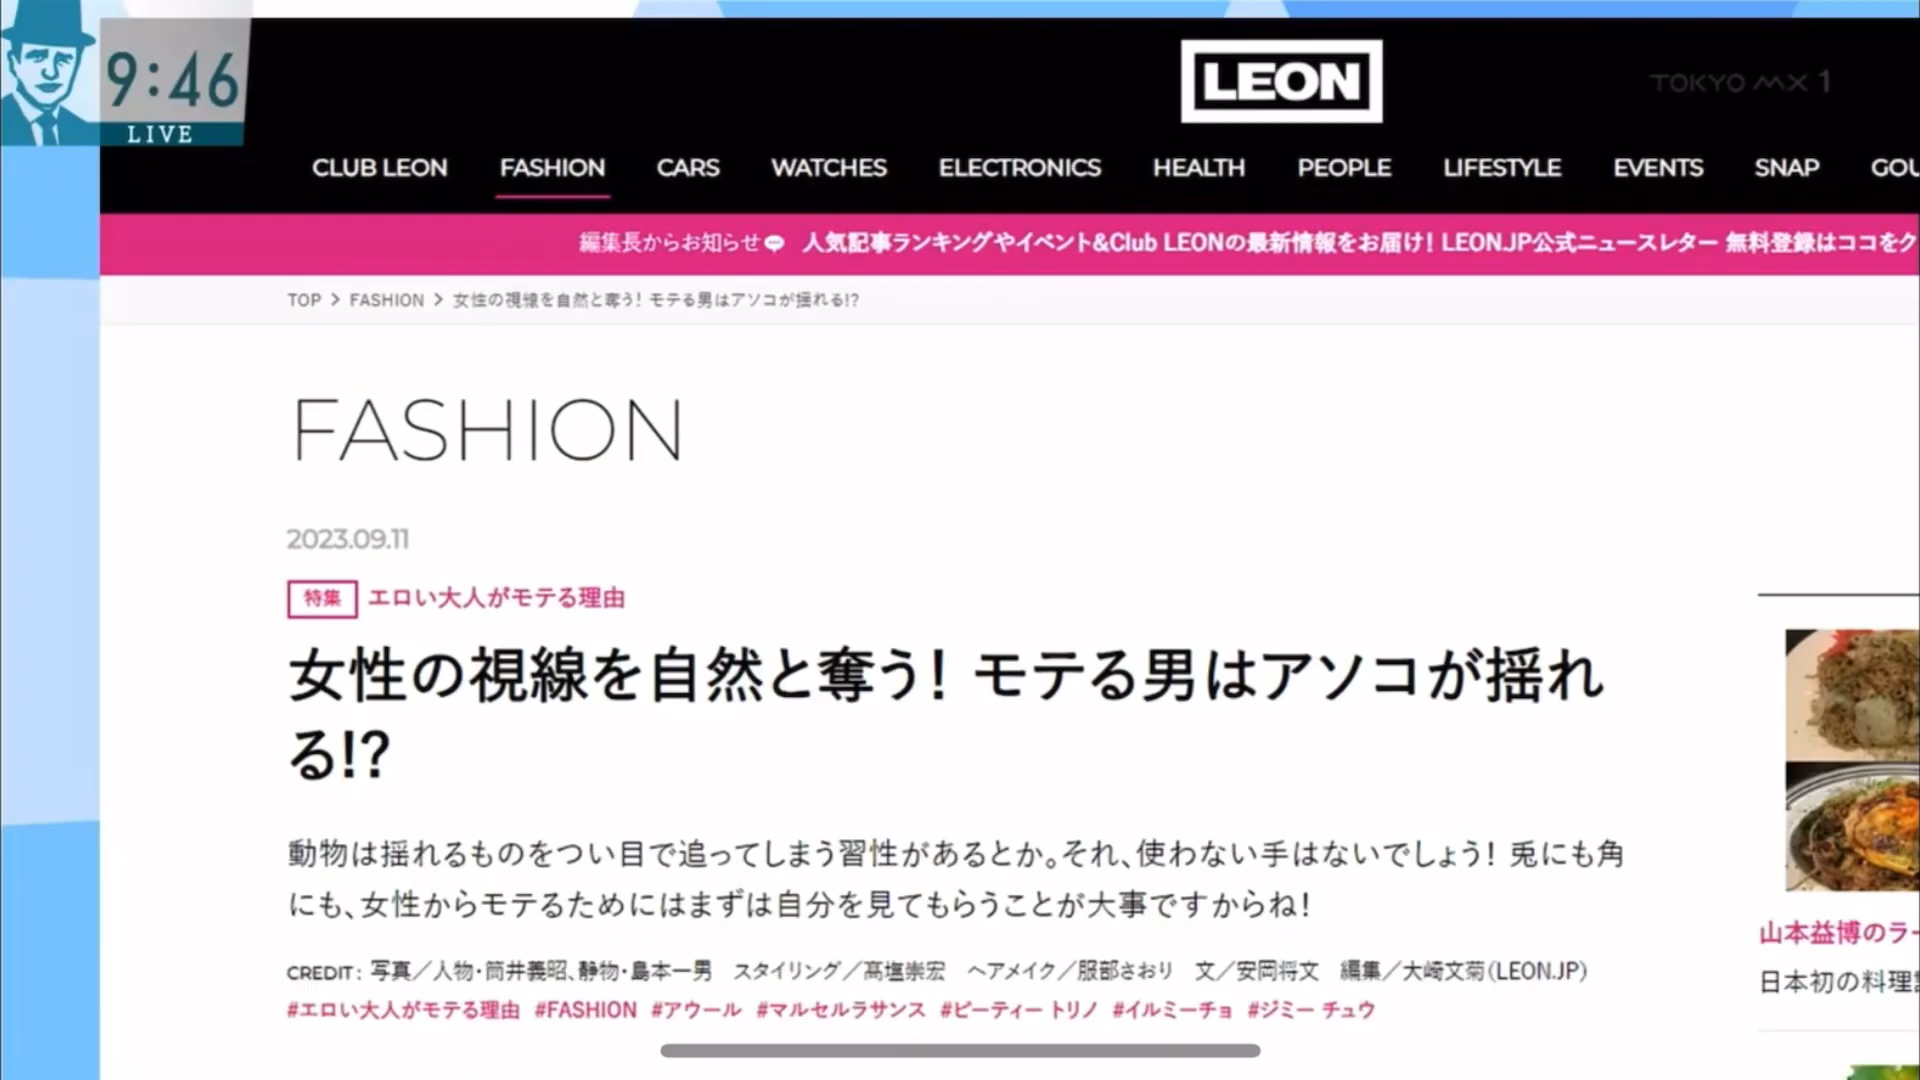 9:46
LIVE
LEON
TOKYO MX 1
CLUB LEON FASHION CARS WATCHES ELECTRONICS HEALTH PEOPLE LIFESTYLE EVENTS SNAP GOU
編集長からお知らせ💬 人気記事ランキングやイベント&Club LEONの最新情報をお届け! LEON.JP公式ニュースレター 無料登録はココをク
TOP > FASHION > 女性の視線を自然と奪う! モテる男はアソコが揺れる!?
FASHION
2023.09.11
特集 エロい大人がモテる理由
女性の視線を自然と奪う! モテる男はアソコが揺れ
る!?
動物は揺れるものをつい目で追ってしまう習性があるとか。それ、使わない手はないでしょう! 兎にも角
にも、女性からモテるためにはまずは自分を見てもらうことが大事ですからね!
CREDIT: 写真/人物・筒井義昭、静物・島本一男 スタイリング/髙塩崇宏 ヘアメイク/服部さおり 文/安岡将文 編集/大崎文菊(LEON.JP)
#エロい大人がモテる理由 #FASHION #アウール #マルセルラサンス #ピーティー トリノ #イルミーチョ #ジミー チュウ
山本益博のラー
日本初の料理